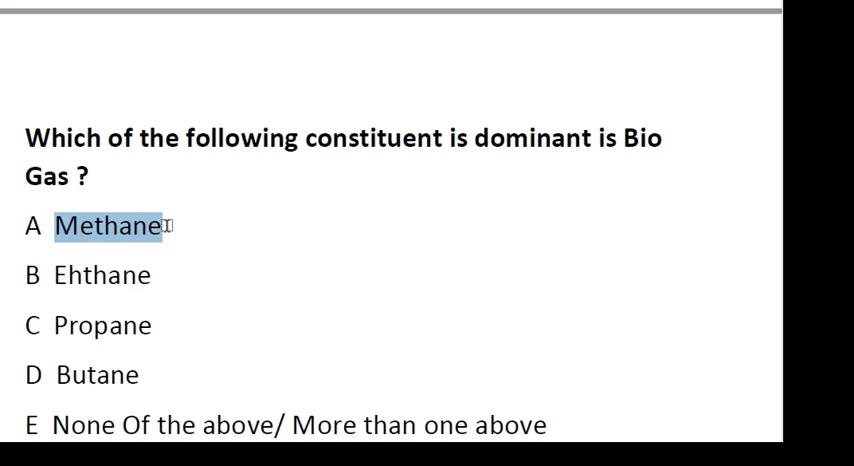 Which of the following constituent is dominant is Bio
Gas ?
A Methane
B Ehthane
C Propane
D Butane
E None Of the above/ More than one above